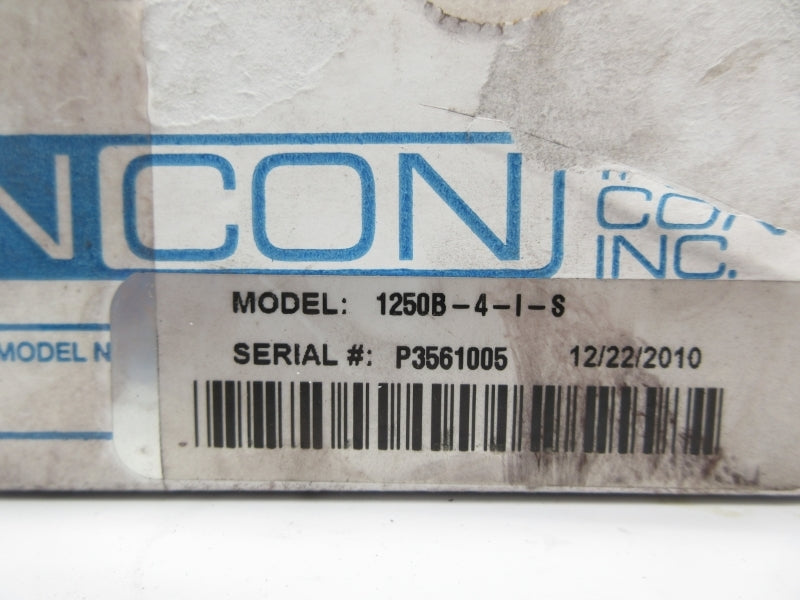 NCON
CON
INC.
MODEL: 1250B-4-I-S
MODEL N
SERIAL #: P3561005 12/22/2010